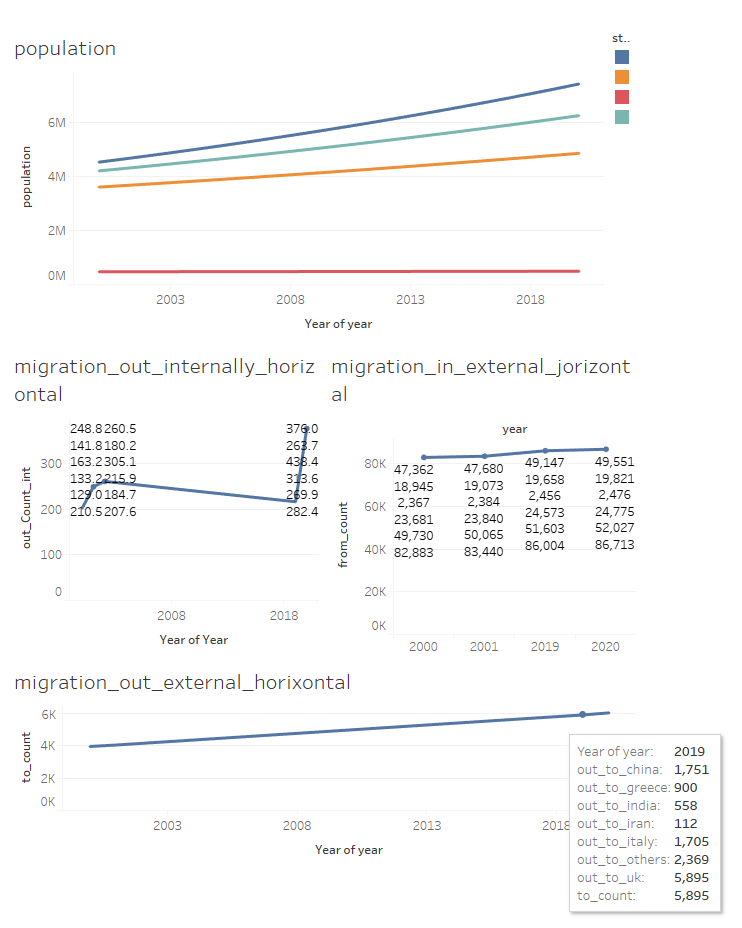 population
st..
6M
4M
2M
0M
population
2003 2008 2013 2018
Year of year
migration_out_internally_horiz
ontal
migration_in_external_jorizont
al
248.8 260.5 376.0
141.8 180.2 263.7
163.2 305.1 438.4
133.2 215.9 313.6
129.0 184.7 269.9
210.5 207.6 282.4
300
200
100
0
out_Count_int
2008 2018
Year of Year
year
80K
60K
40K
20K
0K
from_count
47,362 47,680 49,147 49,551
18,945 19,073 19,658 19,821
2,367 2,384 2,456 2,476
23,681 23,840 24,573 24,775
49,730 50,065 51,603 52,027
82,883 83,440 86,004 86,713
2000 2001 2019 2020
migration_out_external_horixontal
6K
4K
2K
0K
to_count
2003 2008 2013 2018
Year of year
Year of year: 2019
out_to_china: 1,751
out_to_greece: 900
out_to_india: 558
out_to_iran: 112
out_to_italy: 1,705
out_to_others: 2,369
out_to_uk: 5,895
to_count: 5,895